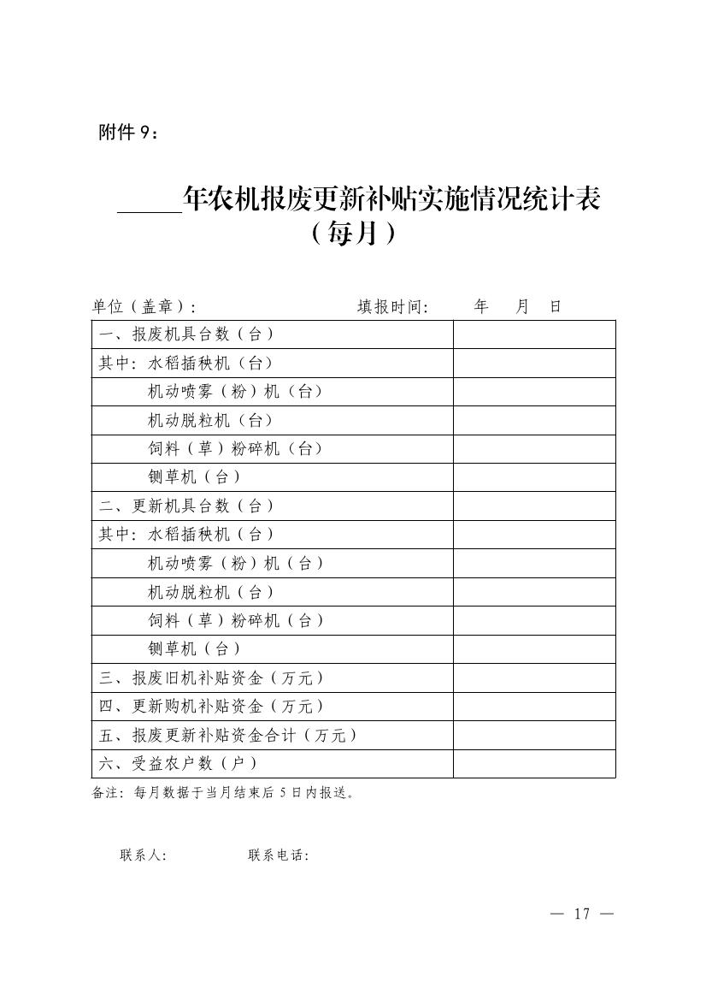 附件 9：
______年农机报废更新补贴实施情况统计表
（每月）
单位（盖章）： 填报时间： 年 月 日
一、报废机具台数（台）
其中：水稻插秧机（台）
机动喷雾（粉）机（台）
机动脱粒机（台）
饲料（草）粉碎机（台）
铡草机（台）
二、更新机具台数（台）
其中：水稻插秧机（台）
机动喷雾（粉）机（台）
机动脱粒机（台）
饲料（草）粉碎机（台）
铡草机（台）
三、报废旧机补贴资金（万元）
四、更新购机补贴资金（万元）
五、报废更新补贴资金合计（万元）
六、受益农户数（户）
备注：每月数据于当月结束后 5 日内报送。
联系人： 联系电话：
— 17 —